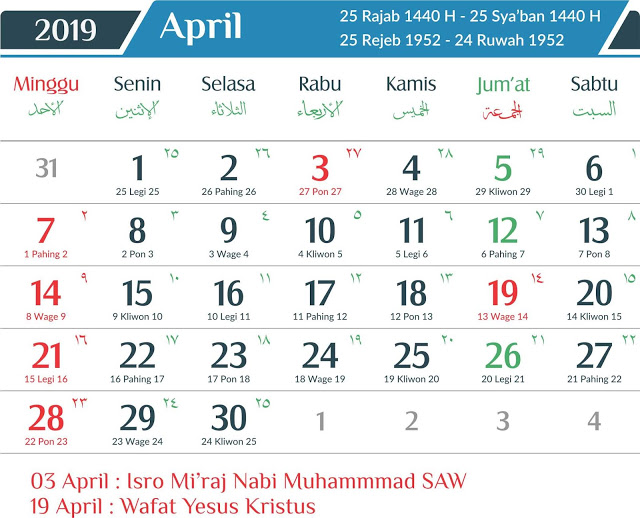 2019 April 25 Rajab 1440 H - 25 Sya'ban 1440 H
25 Rejeb 1952 - 24 Ruwah 1952
Minggu Senin Selasa Rabu Kamis Jum'at Sabtu
الأحد الإثنين الثلاثاء الأربعاء الخميس الجمعة السبت
31 1 ٢٥ 2 ٢٦ 3 ٢٧ 4 ٢٨ 5 ٢٩ 6 ١
25 Legi 25 26 Pahing 26 27 Pon 27 28 Wage 28 29 Kliwon 29 30 Legi 1
7 ٢ 8 ٣ 9 ٤ 10 ٥ 11 ٦ 12 ٧ 13 ٨
1 Pahing 2 2 Pon 3 3 Wage 4 4 Kliwon 5 5 Legi 6 6 Pahing 7 7 Pon 8
14 ٩ 15 ١٠ 16 ١١ 17 ١٢ 18 ١٣ 19 ١٤ 20 ١٥
8 Wage 9 9 Kliwon 10 10 Legi 11 11 Pahing 12 12 Pon 13 13 Wage 14 14 Kliwon 15
21 ١٦ 22 ١٧ 23 ١٨ 24 ١٩ 25 ٢٠ 26 ٢١ 27 ٢٢
15 Legi 16 16 Pahing 17 17 Pon 18 18 Wage 19 19 Kliwon 20 20 Legi 21 21 Pahing 22
28 ٢٣ 29 ٢٤ 30 ٢٥ 1 2 3 4
22 Pon 23 23 Wage 24 24 Kliwon 25
03 April : Isro Mi'raj Nabi Muhammmad SAW
19 April : Wafat Yesus Kristus